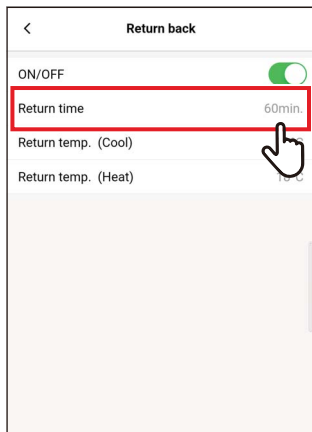 Return back
ON/OFF
Return time 60min.
Return temp. (Cool)
Return temp. (Heat)